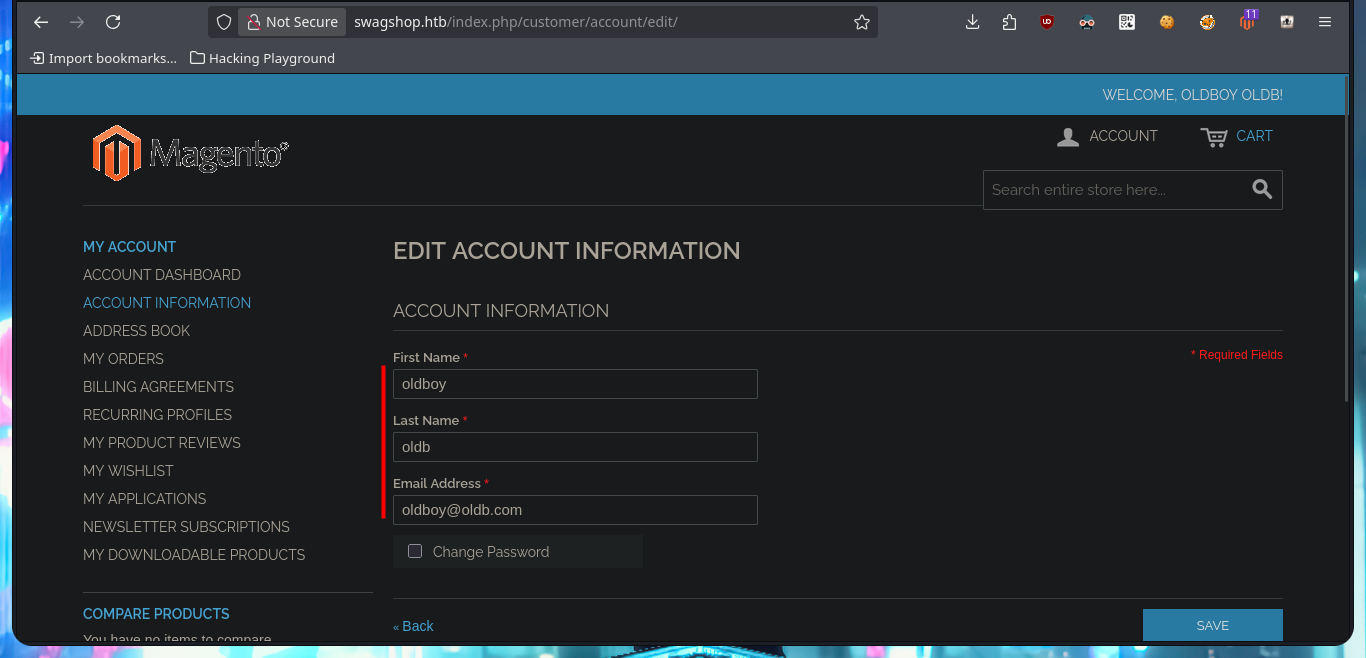 Not Secure swagshop.htb/index.php/customer/account/edit/
11
Import bookmarks... Hacking Playground
WELCOME, OLDBOY OLDB!
Magento®
ACCOUNT CART
Search entire store here...
MY ACCOUNT
ACCOUNT DASHBOARD
ACCOUNT INFORMATION
ADDRESS BOOK
MY ORDERS
BILLING AGREEMENTS
RECURRING PROFILES
MY PRODUCT REVIEWS
MY WISHLIST
MY APPLICATIONS
NEWSLETTER SUBSCRIPTIONS
MY DOWNLOADABLE PRODUCTS
COMPARE PRODUCTS
You have no items to compare.
EDIT ACCOUNT INFORMATION
ACCOUNT INFORMATION
* Required Fields
First Name *
oldboy
Last Name *
oldb
Email Address *
oldboy@oldb.com
Change Password
« Back
SAVE